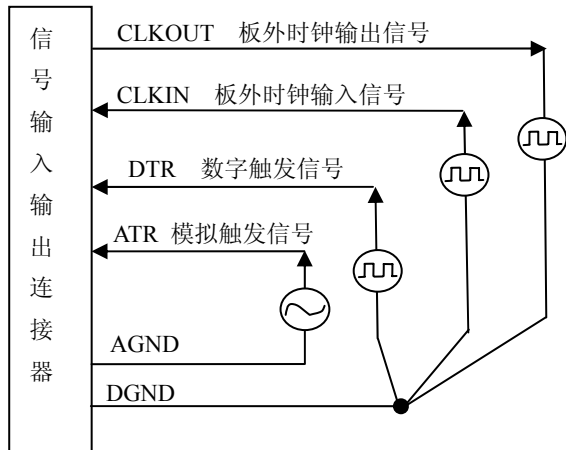 信号输入输出连接器
CLKOUT 板外时钟输出信号
CLKIN 板外时钟输入信号
DTR 数字触发信号
ATR 模拟触发信号
AGND
DGND